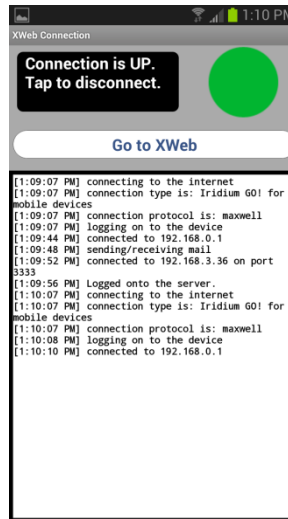 1:10 PM
XWeb Connection
Connection is UP.
Tap to disconnect.
Go to XWeb
[1:09:07 PM] connecting to the internet
[1:09:07 PM] connection type is: Iridium GO! for
mobile devices
[1:09:07 PM] connection protocol is: maxwell
[1:09:07 PM] logging on to the device
[1:09:44 PM] connected to 192.168.0.1
[1:09:48 PM] sending/receiving mail
[1:09:52 PM] connected to 192.168.3.36 on port
3333
[1:09:56 PM] Logged onto the server.
[1:10:07 PM] connecting to the internet
[1:10:07 PM] connection type is: Iridium GO! for
mobile devices
[1:10:07 PM] connection protocol is: maxwell
[1:10:08 PM] logging on to the device
[1:10:10 PM] connected to 192.168.0.1